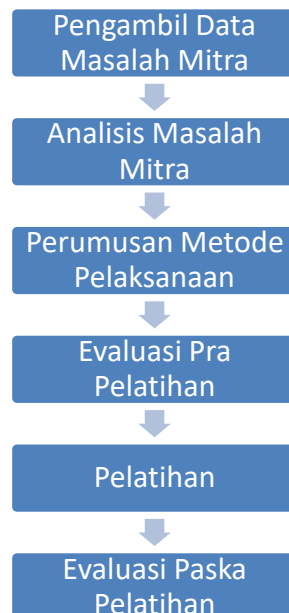 Pengambil Data
Masalah Mitra
Analisis Masalah
Mitra
Perumusan Metode
Pelaksanaan
Evaluasi Pra
Pelatihan
Pelatihan
Evaluasi Paska
Pelatihan